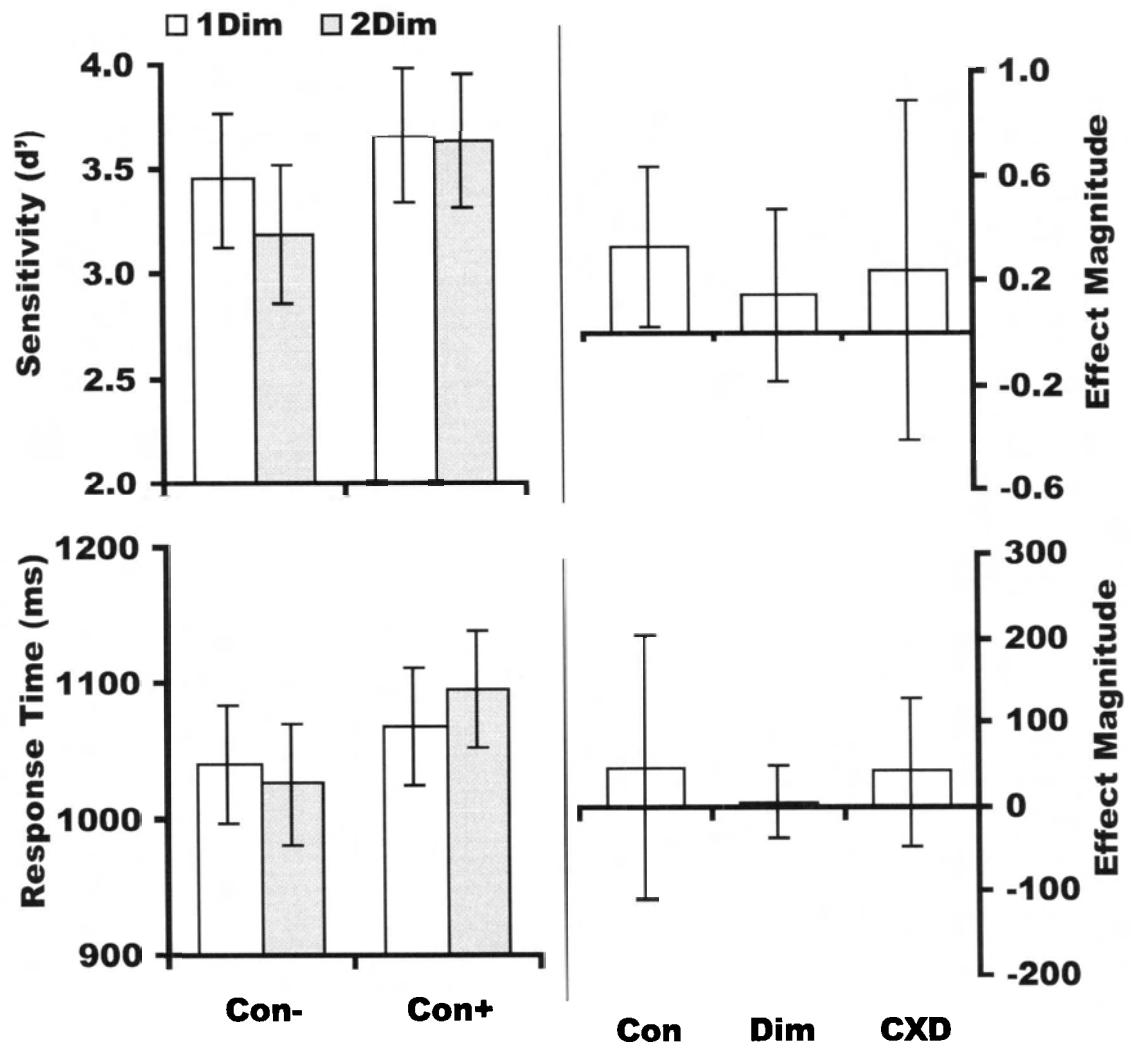 1Dim 2Dim
Sensitivity (d')
4.0
3.5
3.0
2.5
2.0
1.0
0.6
0.2
-0.2
-0.6
Effect Magnitude
Response Time (ms)
1200
1100
1000
900
Con- Con+
300
200
100
0
-100
-200
Effect Magnitude
Con Dim CXD